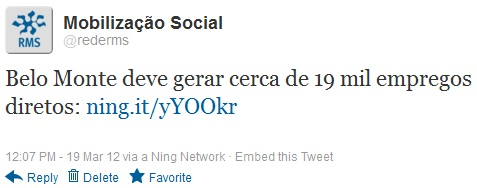 RMS
Mobilização Social
@rederms
Belo Monte deve gerar cerca de 19 mil empregos
diretos: ning.it/yYOOkr
12:07 PM - 19 Mar 12 via a Ning Network · Embed this Tweet
Reply Delete Favorite